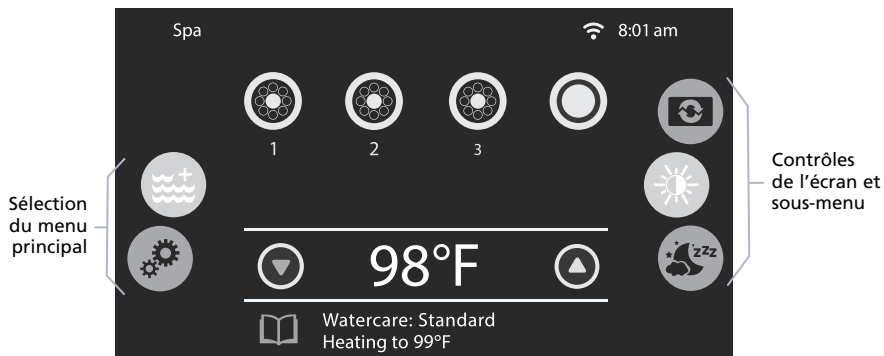 Spa
8:01 am
1 2 3
zzz
Sélection
du menu
principal
Contrôles
de l'écran et
sous-menu
98°F
Watercare: Standard
Heating to 99°F